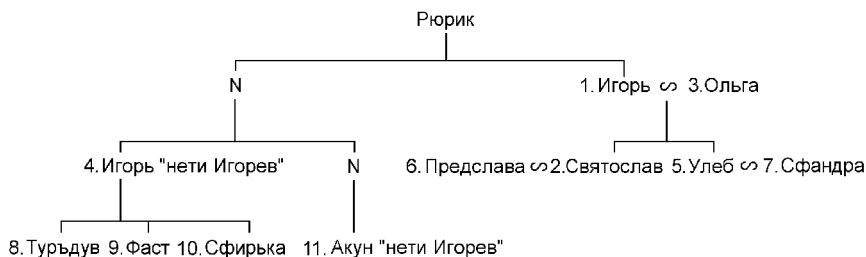 Рюрик
N 1. Игорь ∽ 3. Ольга
4. Игорь "нети Игорев" N 6. Предслава ∽ 2. Святослав 5. Улеб ∽ 7. Сфандра
8. Туръдув 9. Фаст 10. Сфирька 11. Акун "нети Игорев"